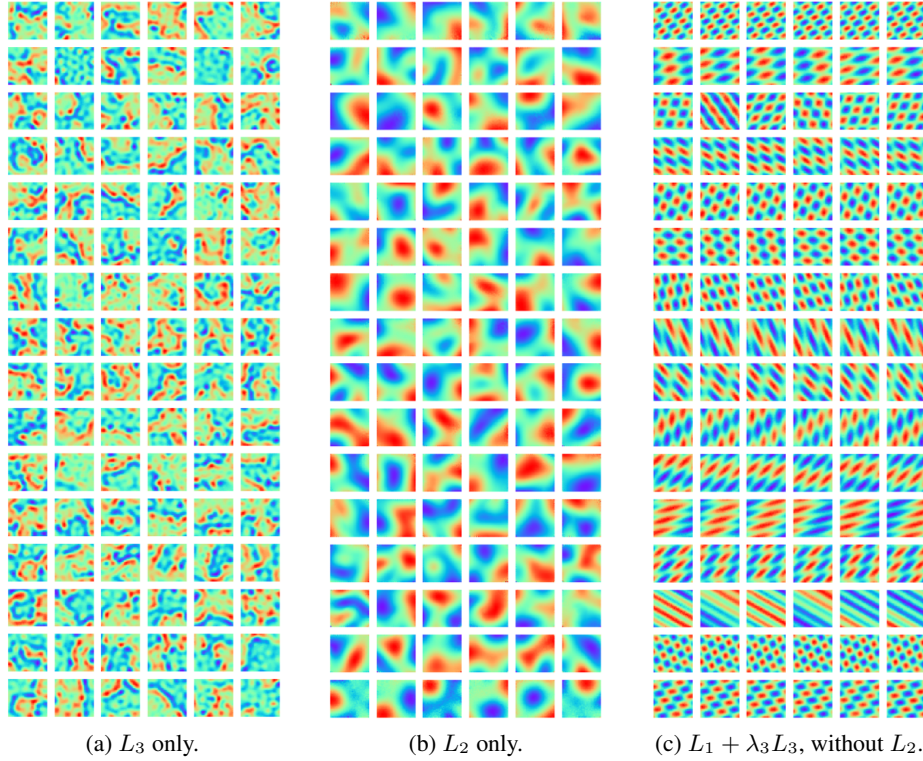 (a) L₃ only.
(b) L₂ only.
(c) L₁ + λ₃L₃, without L₂.